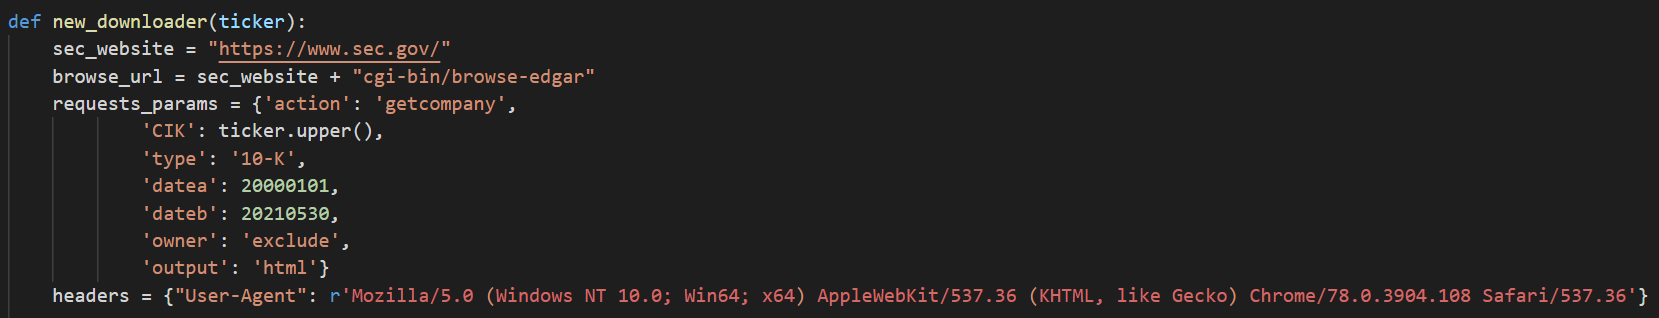 def new_downloader(ticker):
sec_website = "https://www.sec.gov/"
browse_url = sec_website + "cgi-bin/browse-edgar"
requests_params = {'action': 'getcompany',
'CIK': ticker.upper(),
'type': '10-K',
'datea': 20000101,
'dateb': 20210530,
'owner': 'exclude',
'output': 'html'}
headers = {"User-Agent": r'Mozilla/5.0 (Windows NT 10.0; Win64; x64) AppleWebKit/537.36 (KHTML, like Gecko) Chrome/78.0.3904.108 Safari/537.36'}